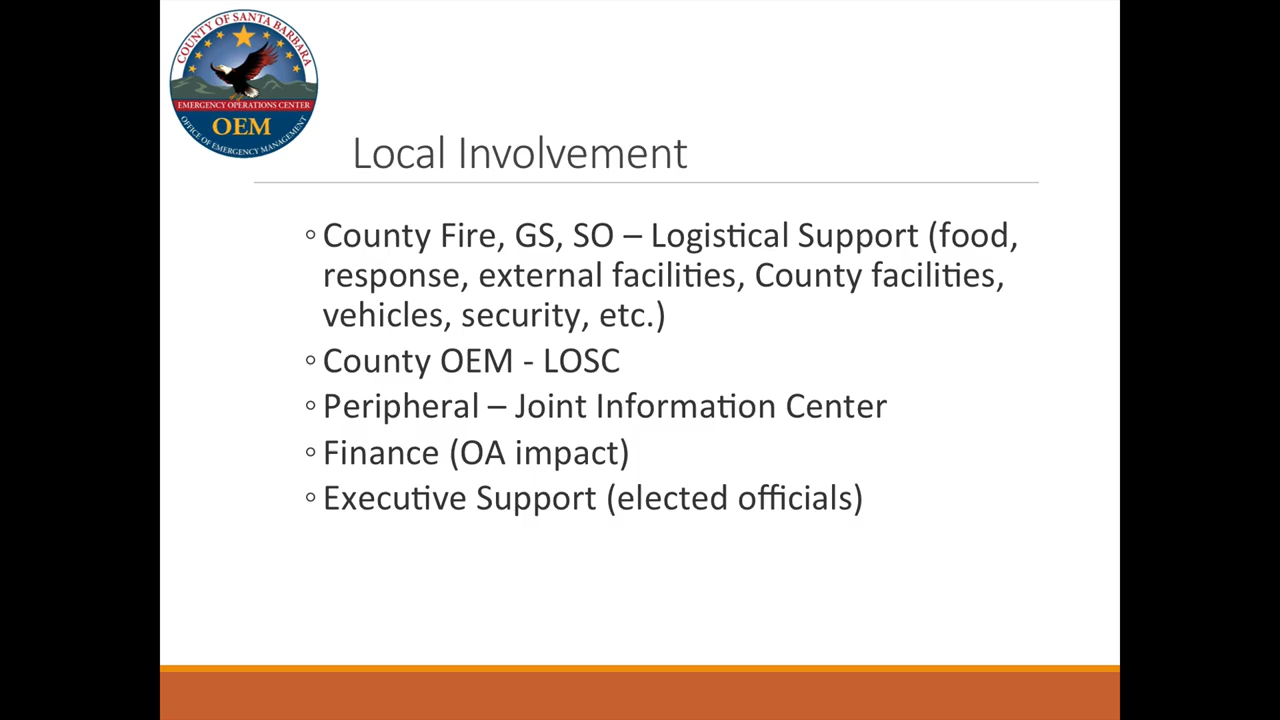 COUNTY OF SANTA BARBARA
EMERGENCY OPERATIONS CENTER
OEM
OFFICE OF EMERGENCY MANAGEMENT
Local Involvement
◦ County Fire, GS, SO – Logistical Support (food,
response, external facilities, County facilities,
vehicles, security, etc.)
◦ County OEM - LOSC
◦ Peripheral – Joint Information Center
◦ Finance (OA impact)
◦ Executive Support (elected officials)